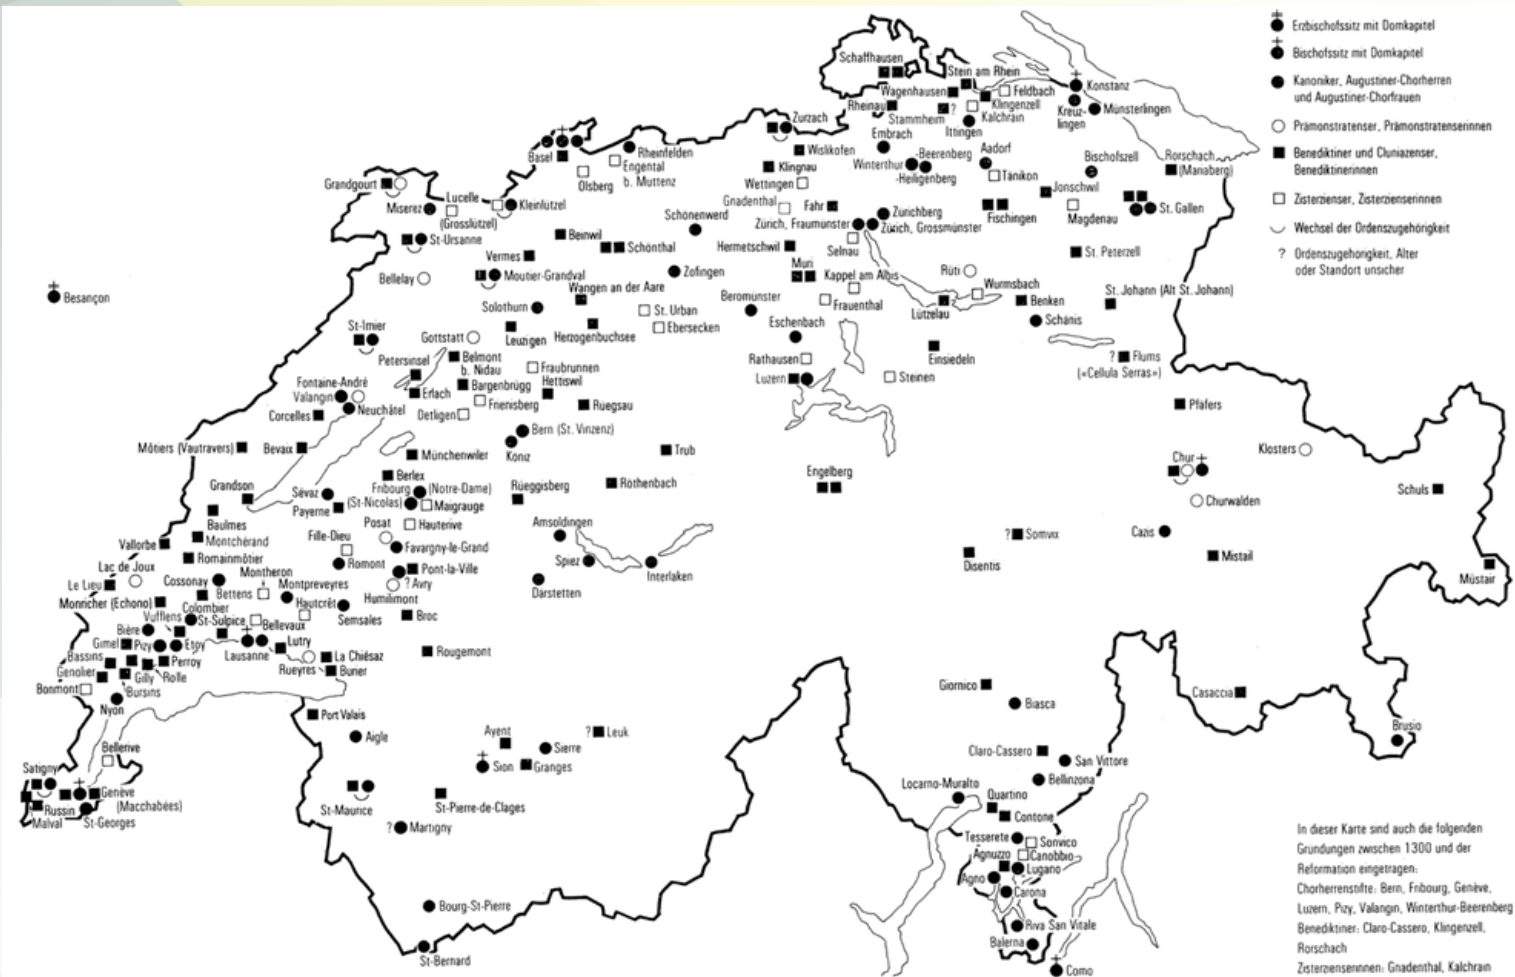 Erzbischofssitz mit Domkapitel
Bischofssitz mit Domkapitel
Kanoniker, Augustiner-Chorherren
und Augustiner-Chorfrauen
Prämonstratenser, Prämonstratenserinnen
Benediktiner und Cluniazenser,
Benediktinerinnen
Zisterzienser, Zisterzienserinnen
Wechsel der Ordenszugehörigkeit
? Ordenszugehörigkeit, Alter
oder Standort unsicher
Schaffhausen
Stein am Rhein
Wagenhausen
Feldbach
Konstanz
Rheinau
Klingenzell
Stammheim
?
Kalchrain
Kreuz-
lingen
Münsterlingen
Ittingen
Zurzach
Embrach
Basel
Rheinfelden
Engental
b. Muttenz
Olsberg
Wislikofen
Klingnau
Winterthur
-Beerenberg
-Heiligenberg
Aadorf
Tänikon
Bischofszell
Rorschach
(Mariaberg)
Grandgourt
Wettingen
Jonschwil
Lucelle
(Grosslützel)
Miserez
Kleinlützel
Gnadenthal
Fahr
Fischingen
Magdenau
St. Gallen
Schönenwerd
Zürichberg
Zürich, Fraumünster
Zürich, Grossmünster
St-Ursanne
Beinwil
Schönthal
Hermetschwil
Selnau
St. Peterzell
Vermes
Muri
Bellelay
Moutier-Grandval
Zofingen
Kappel am Albis
Rüti
Wurmsbach
Wangen an der Aare
Besançon
Beromünster
Frauenthal
Benken
St. Johann (Alt St. Johann)
Solothurn
St. Urban
Lützelau
Schänis
St-Imier
Ebersecken
Eschenbach
Gottstatt
Leuzigen
Herzogenbuchsee
Einsiedeln
Petersinsel
Belmont
b. Nidau
Rathausen
? Flums
(«Cellula Serras»)
Fraubrunnen
Fontaine-André
Valangin
Bargenbrügg
Hettiswil
Luzern
Steinen
Erlach
Frienisberg
Neuchâtel
Corcelles
Detligen
Rüegsau
Pfäfers
Bern (St. Vinzenz)
Môtiers (Vautravers)
Bevaix
Köniz
Trub
Klosters
Münchenwiler
Chur
Berlex
Engelberg
Grandson
Sévaz
Fribourg
(Notre-Dame)
(St-Nicolas)
Rüeggisberg
Röthenbach
Schuls
Payerne
Maigrauge
Churwalden
Baulmes
Posat
Hauterive
Amsoldingen
? Somvix
Cazis
Vallorbe
Montchérand
Fille-Dieu
Favargny-le-Grand
Romainmôtier
Spiez
Interlaken
Disentis
Mistail
Lac de Joux
Romont
Pont-la-Ville
Müstair
Le Lieu
Cossonay
Montheron
Montpreveyres
? Avry
Därstetten
Bettens
Humilimont
Monricher (Echono)
Colombier
Hautcrêt
Semsales
Broc
Vufflens
St-Sulpice
Bellevaux
Bière
Gimel
Pizy
Etoy
Lausanne
Lutry
La Chiésaz
Rougemont
Bassins
Perroy
Rueyres
Burier
Genolier
Gilly
Rolle
Bonmont
Bursins
Nyon
Port Valais
Giornico
Biasca
Casaccia
Aigle
Ayent
? Leuk
Brusio
Bellerive
Sierre
Claro-Cassero
San Vittore
Satigny
Sion
Granges
Bellinzona
Genève
(Macchabées)
Locarno-Muralto
Quartino
Russin
Malval
St-Georges
St-Maurice
St-Pierre-de-Clages
Contone
? Martigny
Tesserete
Sonvico
Agnuzzo
Canobbio
Lugano
Agno
Carona
Bourg-St-Pierre
Riva San Vitale
Balerna
St-Bernard
Como
In dieser Karte sind auch die folgenden
Gründungen zwischen 1300 und der
Reformation eingetragen:
Chorherrenstifte: Bern, Fribourg, Genève,
Luzern, Pizy, Valangin, Winterthur-Beerenberg
Benediktiner: Claro-Cassero, Klingenzell,
Rorschach
Zisterzienserinnen: Gnadenthal, Kalchrain